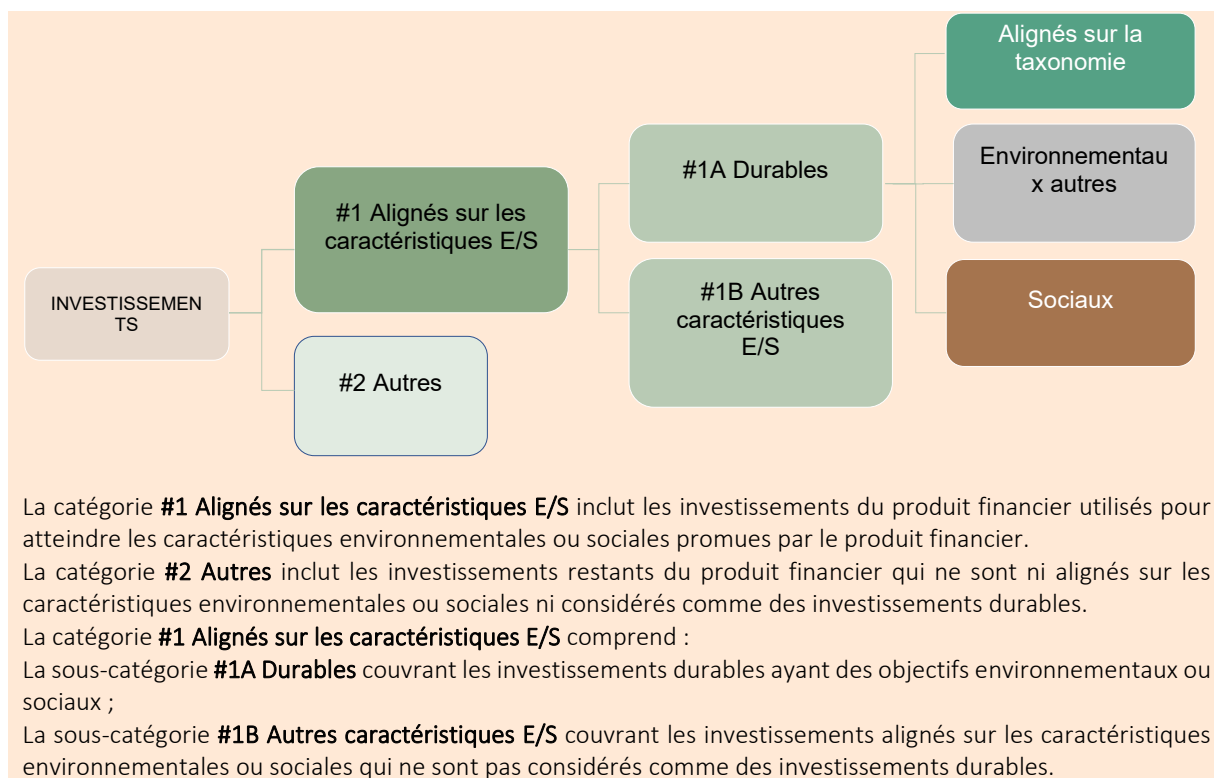 Alignés sur la
taxonomie
#1A Durables
Environnementau
x autres
#1 Alignés sur les
caractéristiques E/S
INVESTISSEMEN
TS
#1B Autres
caractéristiques
E/S
Sociaux
#2 Autres
La catégorie #1 Alignés sur les caractéristiques E/S inclut les investissements du produit financier utilisés pour
atteindre les caractéristiques environnementales ou sociales promues par le produit financier.
La catégorie #2 Autres inclut les investissements restants du produit financier qui ne sont ni alignés sur les
caractéristiques environnementales ou sociales ni considérés comme des investissements durables.
La catégorie #1 Alignés sur les caractéristiques E/S comprend :
La sous-catégorie #1A Durables couvrant les investissements durables ayant des objectifs environnementaux ou
sociaux ;
La sous-catégorie #1B Autres caractéristiques E/S couvrant les investissements alignés sur les caractéristiques
environnementales ou sociales qui ne sont pas considérés comme des investissements durables.